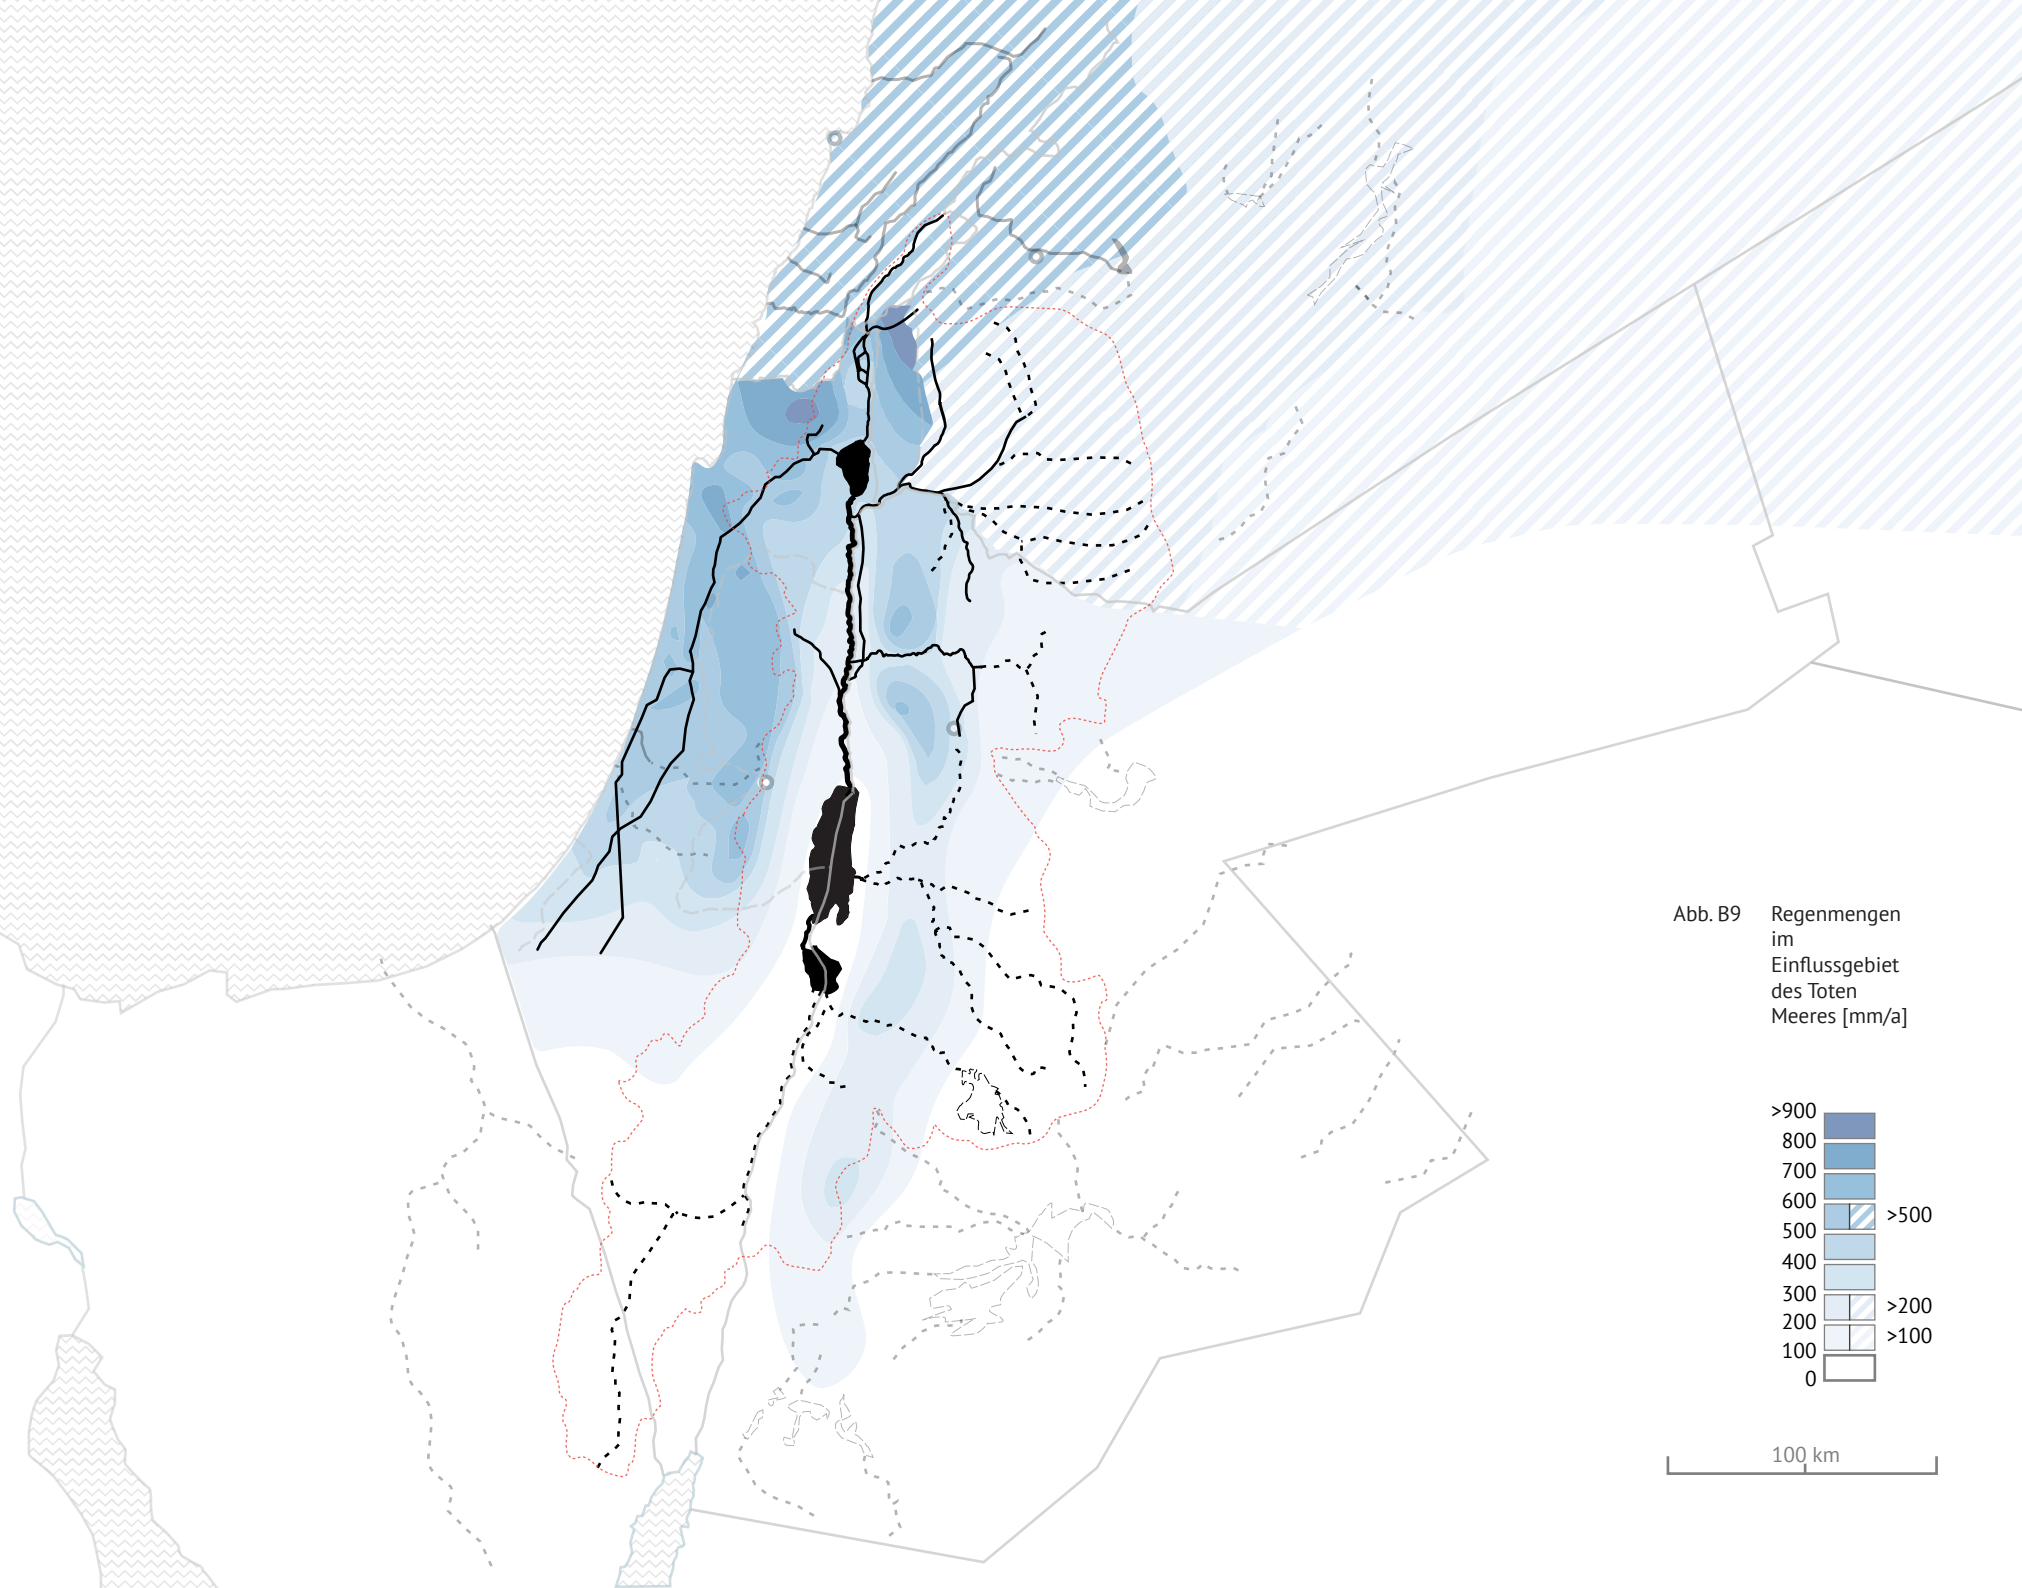 Abb. B9 Regenmengen
im
Einflussgebiet
des Toten
Meeres [mm/a]
>900
800
700
600
>500
500
400
300
>200
200
>100
100
0
100 km